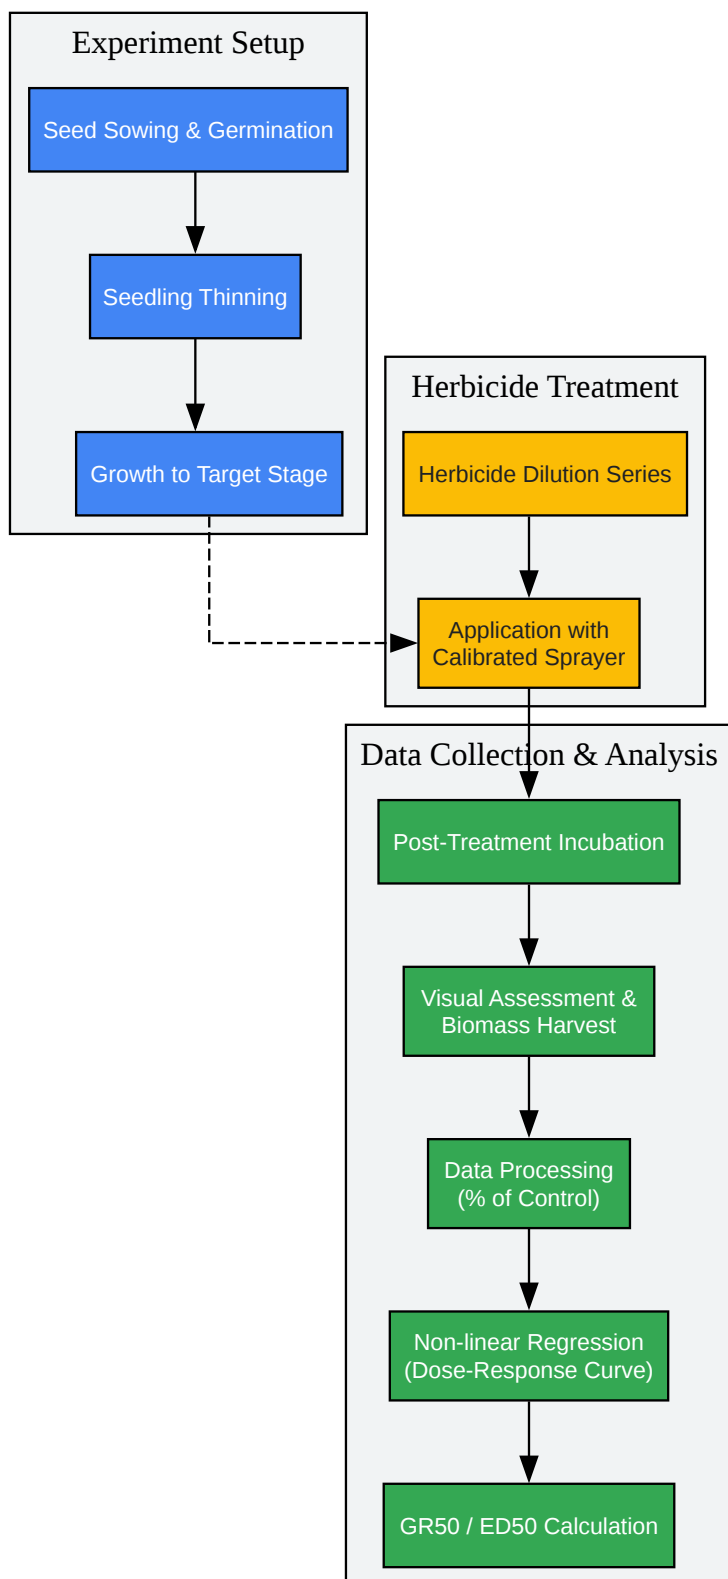 Experiment Setup
Seed Sowing & Germination
Seedling Thinning
Growth to Target Stage
Herbicide Treatment
Herbicide Dilution Series
Application with
Calibrated Sprayer
Data Collection & Analysis
Post-Treatment Incubation
Visual Assessment &
Biomass Harvest
Data Processing
(% of Control)
Non-linear Regression
(Dose-Response Curve)
GR50 / ED50 Calculation